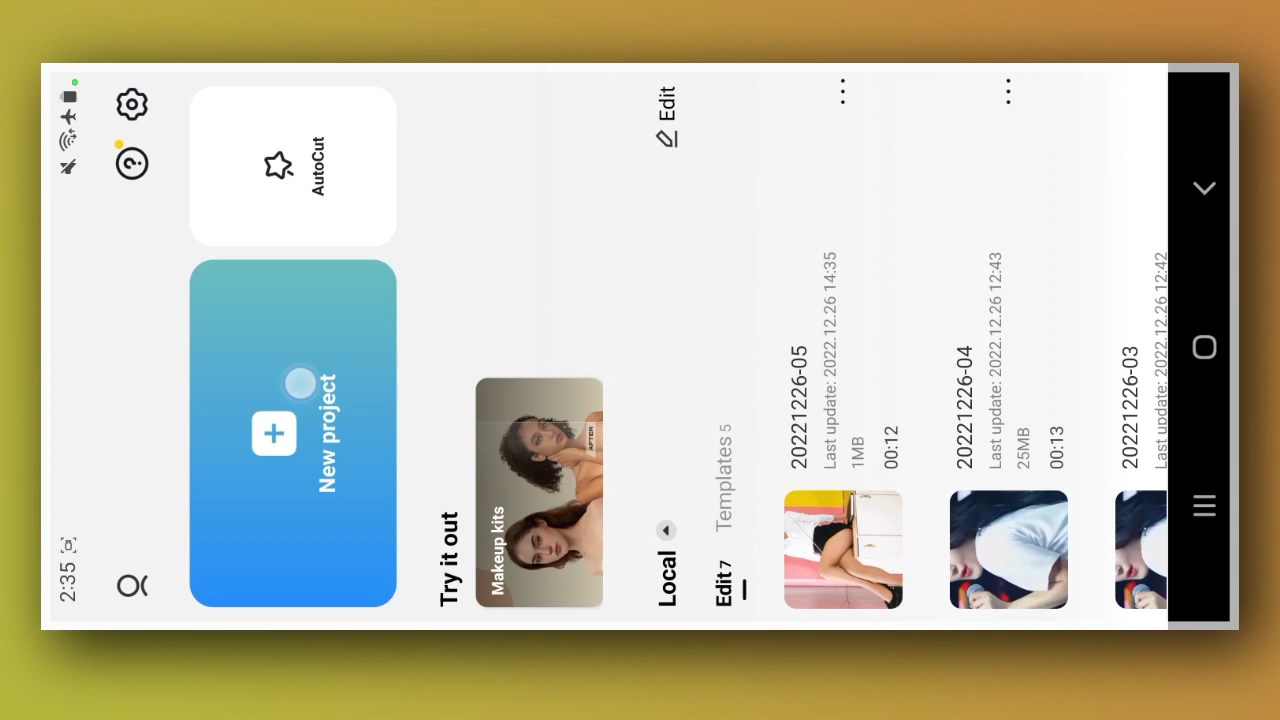 2:35
New project
AutoCut
Try it out
Makeup kits
AFTER
Local
Edit
Edit 7
Templates 5
20221226-05
Last update: 2022.12.26 14:35
1MB
00:12
20221226-04
Last update: 2022.12.26 12:43
25MB
00:13
20221226-03
Last update: 2022.12.26 12:42